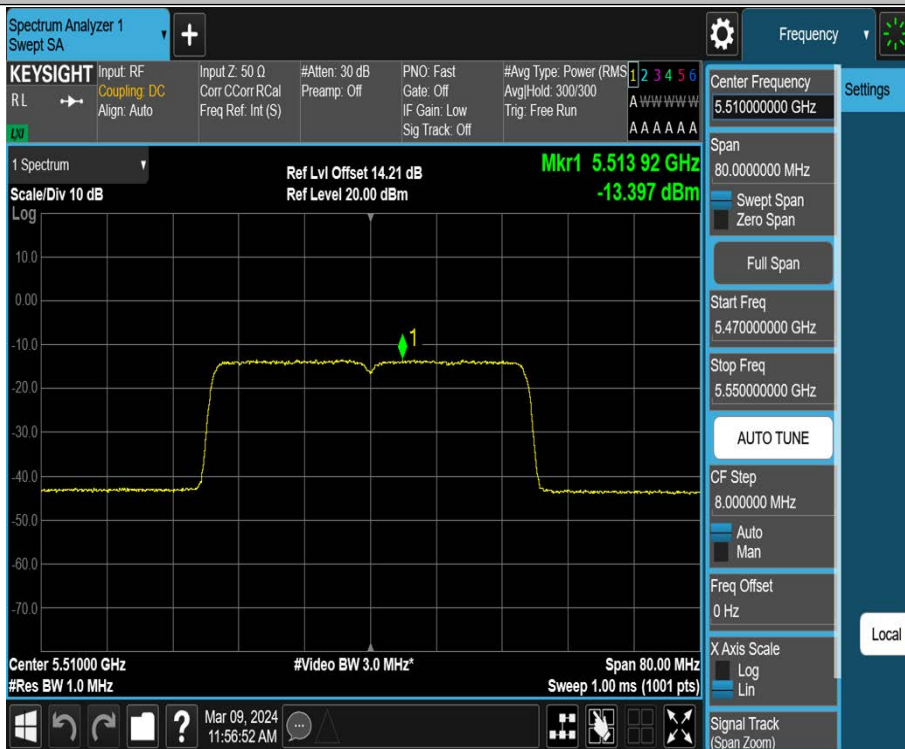 Spectrum Analyzer 1
Swept SA
+
Frequency
KEYSIGHT
RL
LXI
Input: RF
Coupling: DC
Align: Auto
Input Z: 50 Ω
Corr CCorr RCal
Freq Ref: Int (S)
#Atten: 30 dB
Preamp: Off
PNO: Fast
Gate: Off
IF Gain: Low
Sig Track: Off
#Avg Type: Power (RMS
Avg|Hold: 300/300
Trig: Free Run
1 2 3 4 5 6
A W W W W W
A A A A A A
1 Spectrum
Scale/Div 10 dB
Log
Ref Lvl Offset 14.21 dB
Ref Level 20.00 dBm
Mkr1 5.513 92 GHz
-13.397 dBm
10.0
0.00
-10.0
-20.0
-30.0
-40.0
-50.0
-60.0
-70.0
1
Center 5.51000 GHz
#Res BW 1.0 MHz
#Video BW 3.0 MHz*
Span 80.00 MHz
Sweep 1.00 ms (1001 pts)
Center Frequency
5.510000000 GHz
Span
80.0000000 MHz
Swept Span
Zero Span
Full Span
Start Freq
5.470000000 GHz
Stop Freq
5.550000000 GHz
AUTO TUNE
CF Step
8.000000 MHz
Auto
Man
Freq Offset
0 Hz
X Axis Scale
Log
Lin
Signal Track
(Span Zoom)
Settings
Local
?
Mar 09, 2024
11:56:52 AM